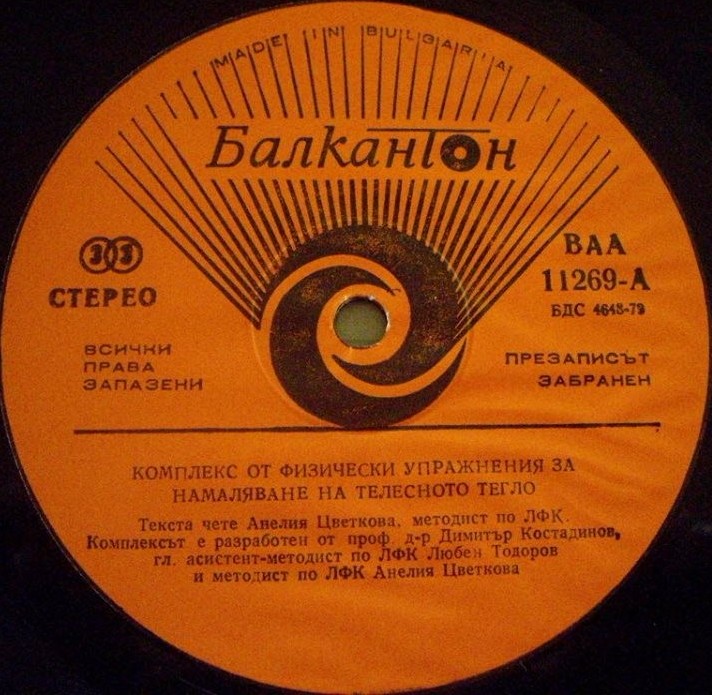 MADE IN BULGARIA
Балкантон
33
СТЕРЕО
ВАА
11269-А
БДС 4643-79
ВСИЧКИ
ПРАВА
ЗАПАЗЕНИ
ПРЕЗАПИСЪТ
ЗАБРАНЕН
КОМПЛЕКС ОТ ФИЗИЧЕСКИ УПРАЖНЕНИЯ ЗА
НАМАЛЯВАНЕ НА ТЕЛЕСНОТО ТЕГЛО
Текста чете Анелия Цветкова, методист по ЛФК.
Комплексът е разработен от проф. д-р Димитър Костадинов,
гл. асистент-методист по ЛФК Любен Тодоров
и методист по ЛФК Анелия Цветкова